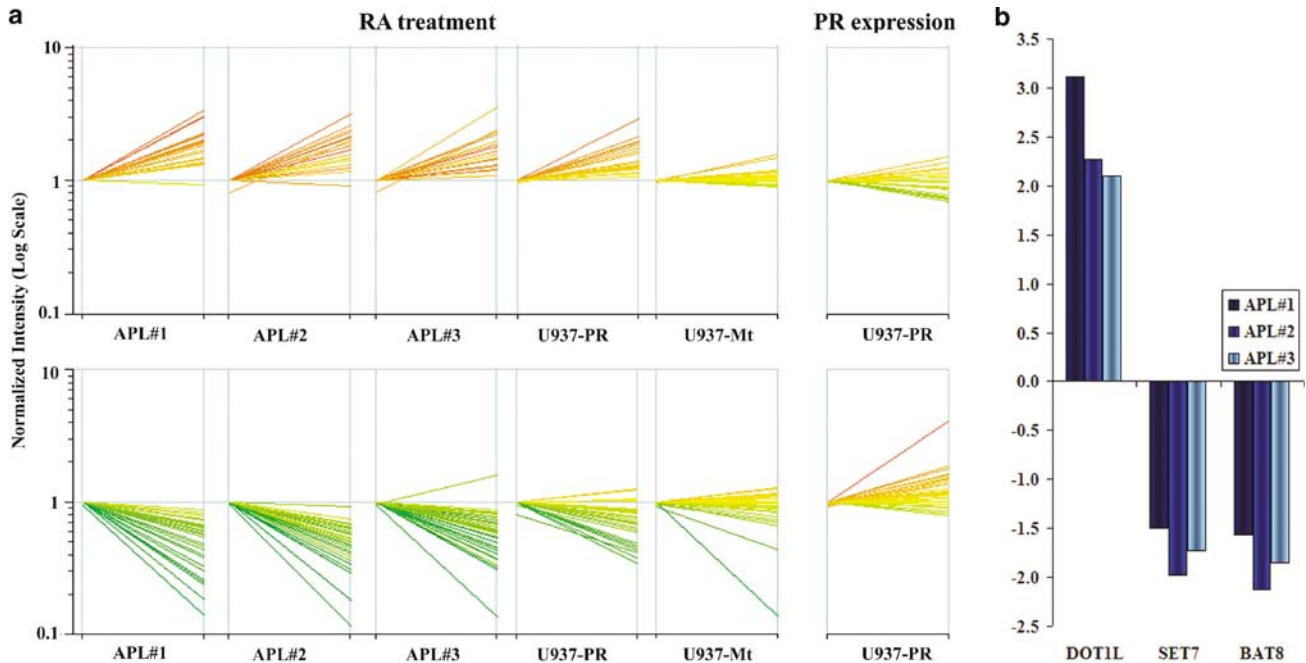 a
RA treatment
PR expression
b
Normalized Intensity (Log Scale)
10
1
0.1
APL#1
APL#2
APL#3
U937-PR
U937-Mt
U937-PR
10
1
0.1
APL#1
APL#2
APL#3
U937-PR
U937-Mt
U937-PR
3.5
3.0
2.5
2.0
1.5
1.0
0.5
0.0
-0.5
-1.0
-1.5
-2.0
-2.5
APL#1
APL#2
APL#3
DOT1L
SET7
BAT8